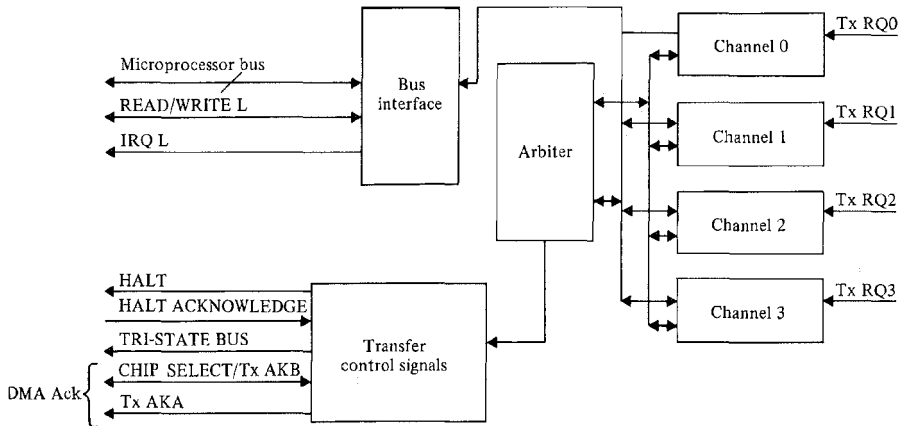 Microprocessor bus
READ/WRITE L
IRQ L
Bus
interface
Arbiter
Channel 0
Tx RQ0
Channel 1
Tx RQ1
Channel 2
Tx RQ2
Channel 3
Tx RQ3
HALT
HALT ACKNOWLEDGE
TRI-STATE BUS
DMA Ack
CHIP SELECT/Tx AKB
Tx AKA
Transfer
control signals